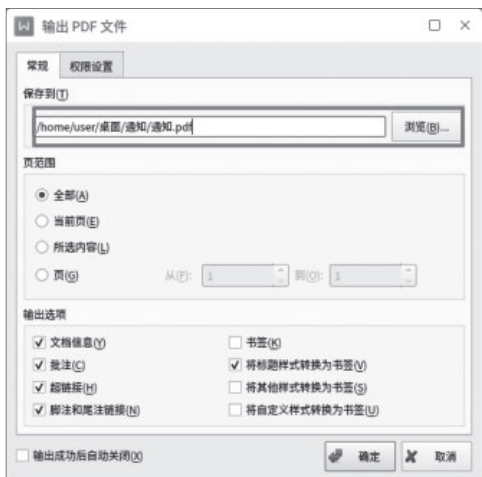 W 输出 PDF 文件
常规 权限设置
保存到(T)
/home/user/桌面/通知/通知.pdf 浏览(B)...
页范围
全部(A)
当前页(E)
所选内容(L)
页(G) 从(F): 1 到(O): 1
输出选项
文档信息(Y) 书签(K)
批注(C) 将标题样式转换为书签(V)
超链接(H) 将其他样式转换为书签(S)
脚注和尾注链接(N) 将自定义样式转换为书签(U)
输出成功后自动关闭(X) 确定 取消